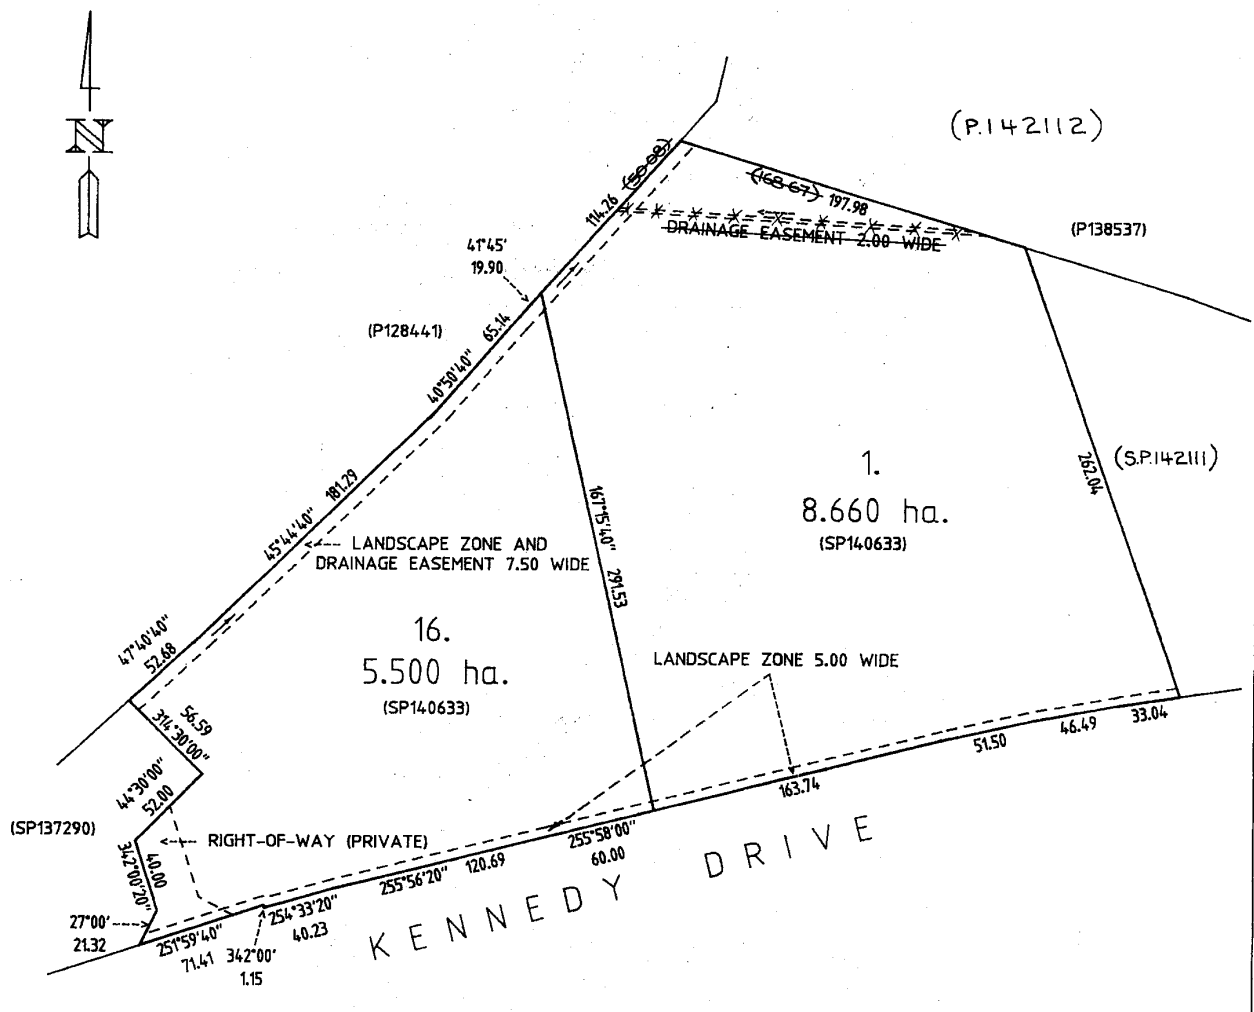 N
(P.142112)
(50·08)
114.26
(168·67) 197.98
DRAINAGE EASEMENT 2.00 WIDE
(P138537)
41°45'
19.90
(P128441)
65.14
40°50'40"
181.29
45°44'40"
LANDSCAPE ZONE AND
DRAINAGE EASEMENT 7.50 WIDE
167°15'40" 291.53
1.
8.660 ha.
(SP140633)
262.04
(S.P.142111)
47°40'40"
52.68
16.
5.500 ha.
(SP140633)
LANDSCAPE ZONE 5.00 WIDE
56.59
314°30'00"
44°30'00"
52.00
(SP137290)
RIGHT-OF-WAY (PRIVATE)
40.00
342°00'20"
27°00'
21.32
251°59'40"
71.41
342°00'
1.15
254°33'20"
40.23
255°56'20" 120.69
255°58'00"
60.00
163.74
51.50
46.49
33.04
KENNEDY DRIVE